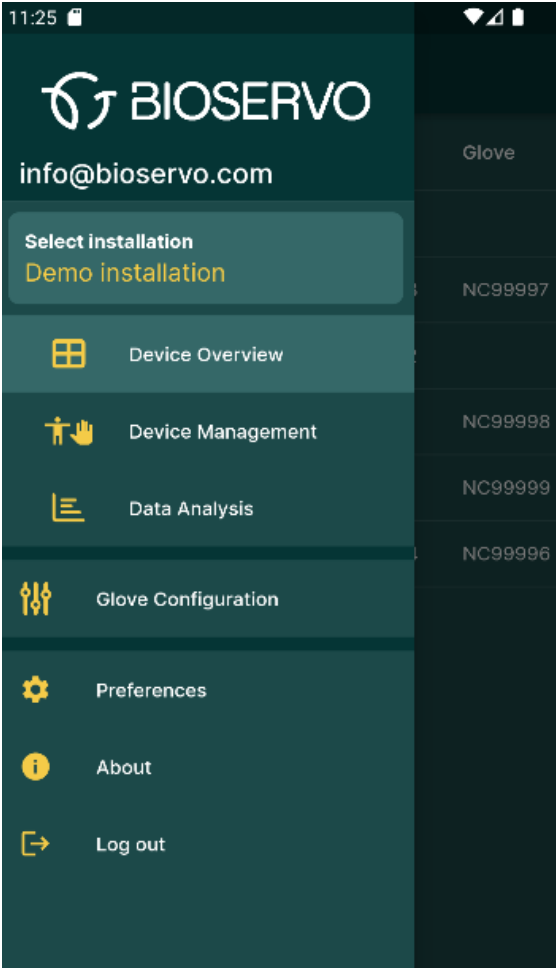 11:25
BIOSERVO
info@bioservo.com
Glove
Select installation
Demo installation
NC99997
Device Overview
Device Management
NC99998
Data Analysis
NC99999
NC99996
Glove Configuration
Preferences
About
Log out